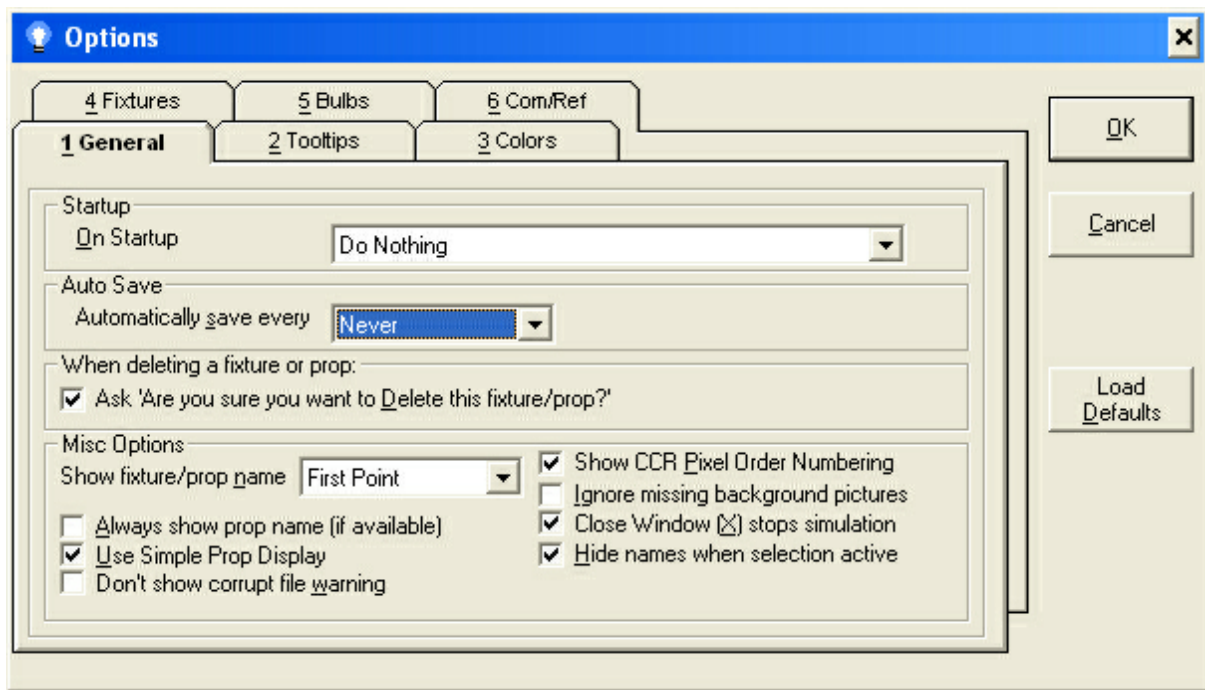 Options
4 Fixtures
5 Bulbs
6 Com/Ref
1 General
2 Tooltips
3 Colors
OK
Cancel
Load
Defaults
Startup
On Startup
Do Nothing
Auto Save
Automatically save every
Never
When deleting a fixture or prop:
Ask 'Are you sure you want to Delete this fixture/prop?'
Misc Options
Show fixture/prop name
First Point
Always show prop name (if available)
Use Simple Prop Display
Don't show corrupt file warning
Show CCR Pixel Order Numbering
Ignore missing background pictures
Close Window (X) stops simulation
Hide names when selection active